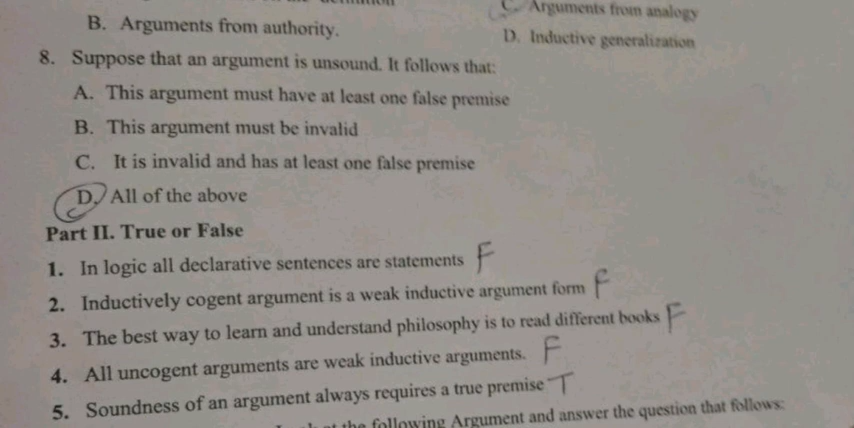 C. Arguments from analogy
B. Arguments from authority.
D. Inductive generalization
8. Suppose that an argument is unsound. It follows that:
A. This argument must have at least one false premise
B. This argument must be invalid
C. It is invalid and has at least one false premise
D. All of the above
Part II. True or False
1. In logic all declarative sentences are statements F
2. Inductively cogent argument is a weak inductive argument form F
3. The best way to learn and understand philosophy is to read different books F
4. All uncogent arguments are weak inductive arguments. F
5. Soundness of an argument always requires a true premise T
the following Argument and answer the question that follows: